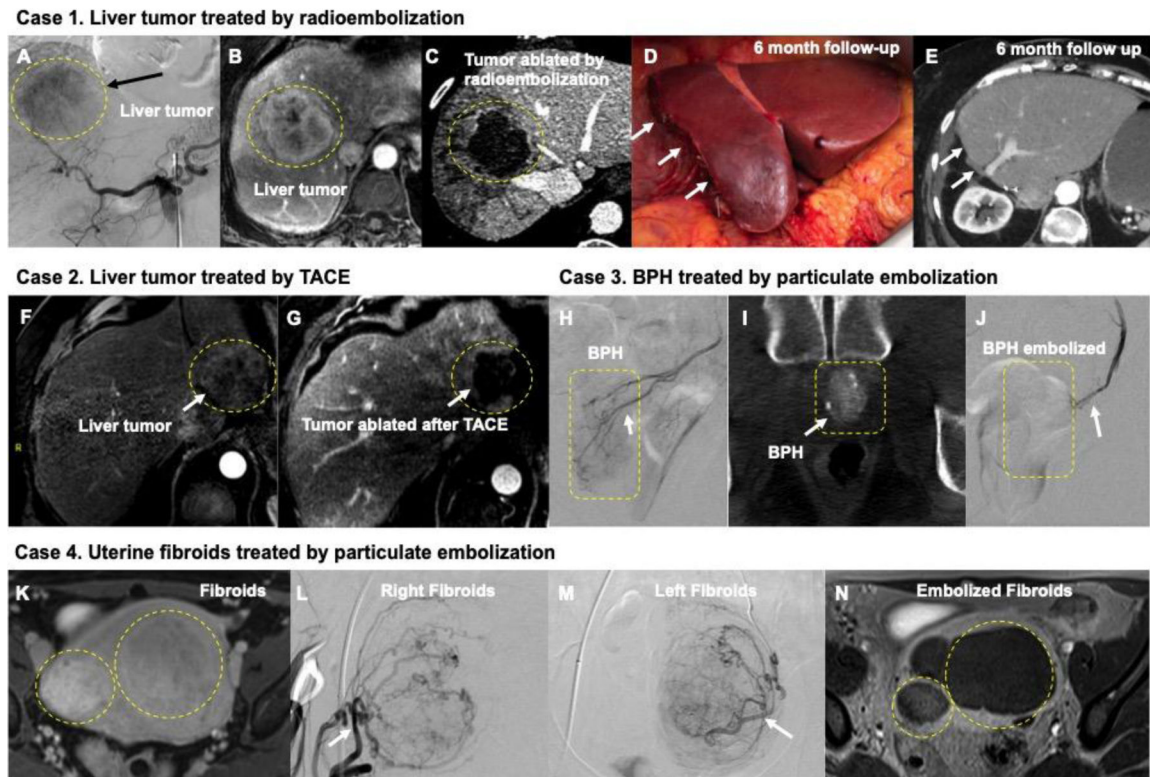 Case 1. Liver tumor treated by radioembolization
A
Liver tumor
B
Liver tumor
C
Tumor ablated by
radioembolization
D
6 month follow-up
E
6 month follow up
Case 2. Liver tumor treated by TACE
Case 3. BPH treated by particulate embolization
F
Liver tumor
R
G
Tumor ablated after TACE
H
BPH
I
BPH
J
BPH embolized
Case 4. Uterine fibroids treated by particulate embolization
K
Fibroids
L
Right Fibroids
M
Left Fibroids
N
Embolized Fibroids